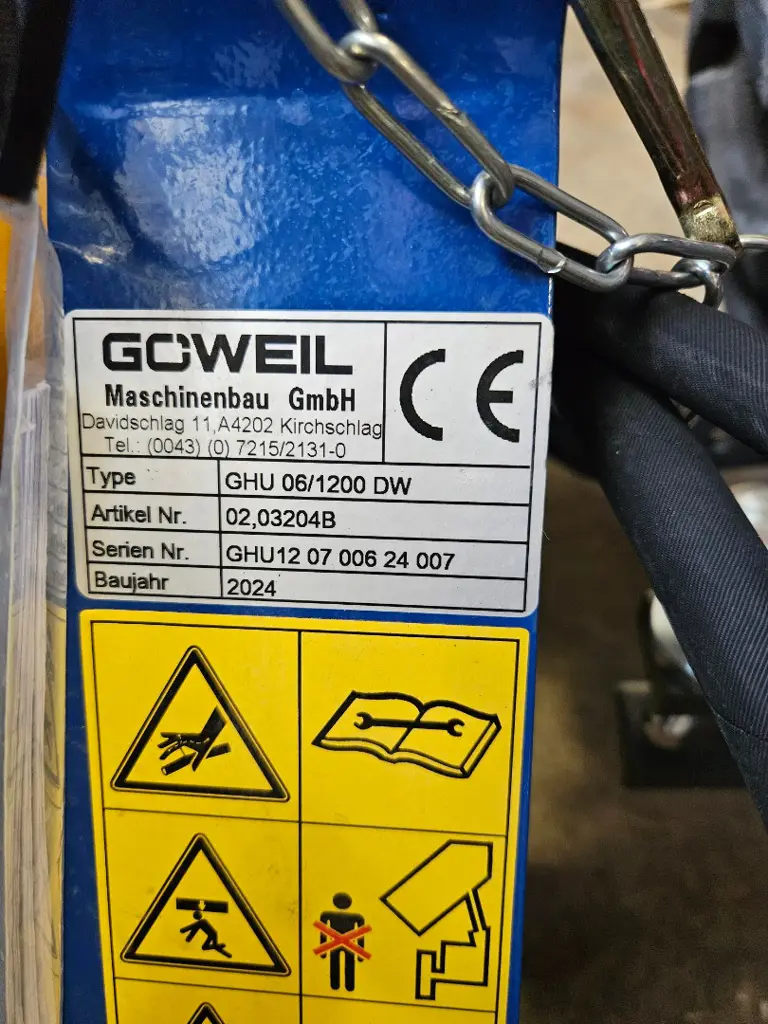 GÖWEIL
Maschinenbau GmbH
Davidschlag 11,A4202 Kirchschlag
Tel.: (0043) (0) 7215/2131-0
CE
Type GHU 06/1200 DW
Artikel Nr. 02,03204B
Serien Nr. GHU12 07 006 24 007
Baujahr 2024